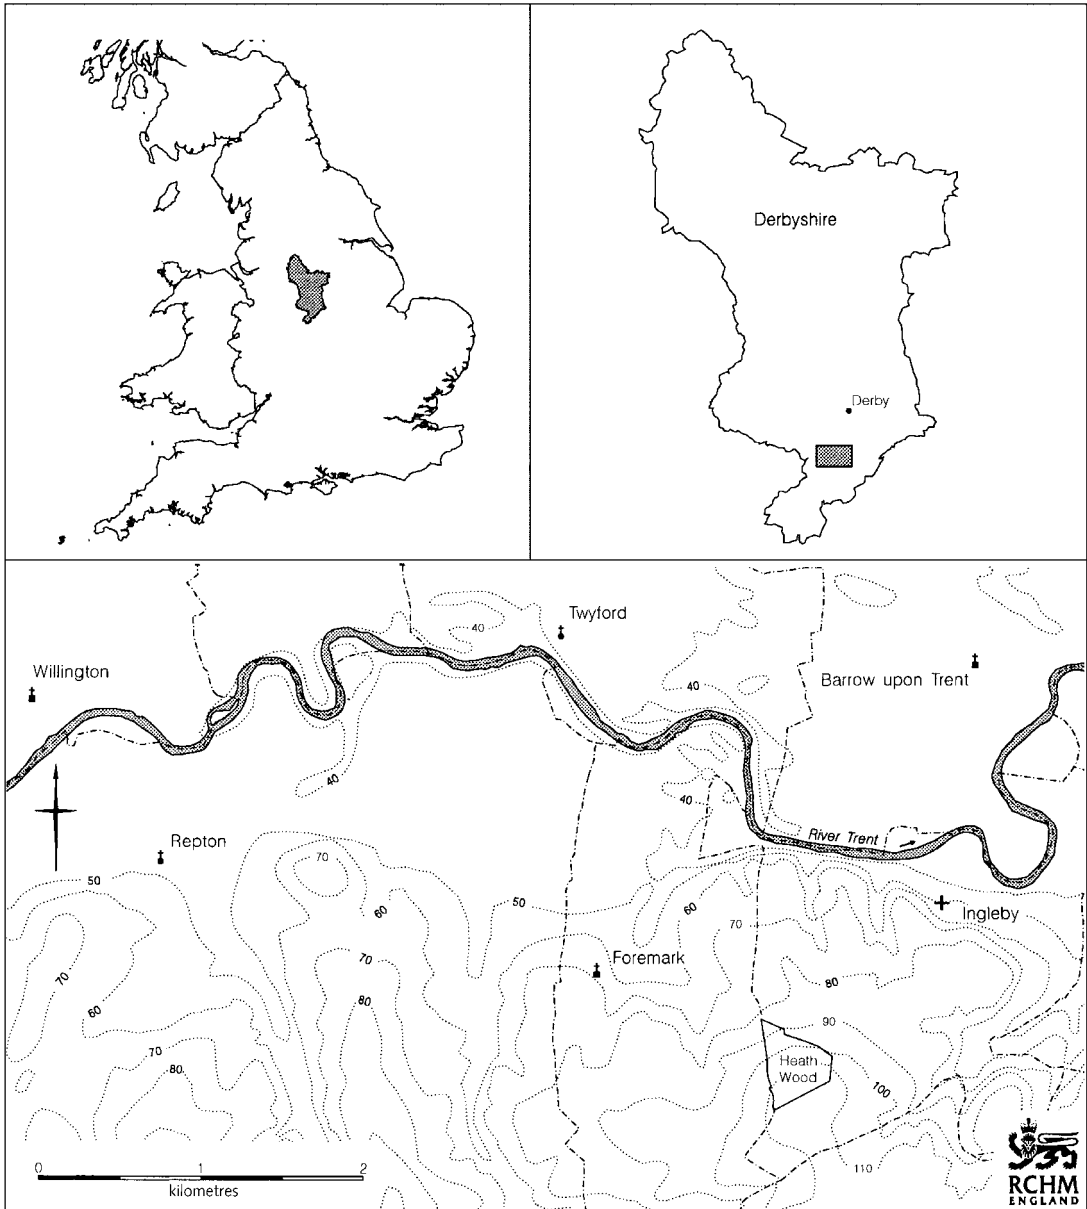 Derbyshire
Derby
Twyford
40
Willington
Barrow upon Trent
40
40
40
River Trent
Repton
70
50
50
60
60
70
Ingleby
Foremark
70
80
70
80
60
90
70
Heath
Wood
80
100
110
0 1 2
kilometres
RCHM
ENGLAND